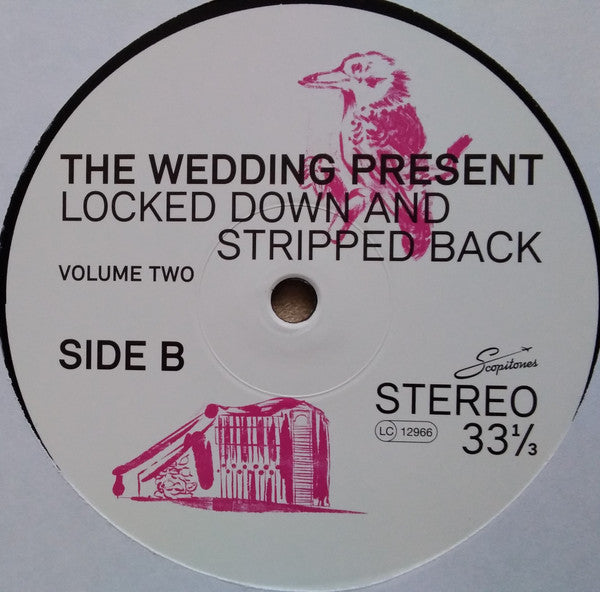 THE WEDDING PRESENT
LOCKED DOWN AND
STRIPPED BACK
VOLUME TWO
SIDE B
Scopitones
STEREO
LC 12966
33⅓